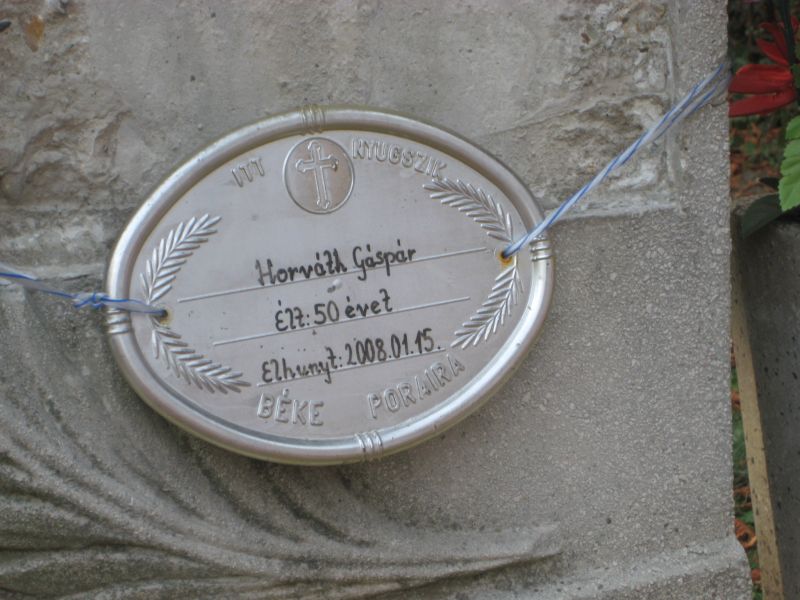 ITT NYUGSZIK
Horváth Gáspár
Élt: 50 évet
Elhunyt: 2008.01.15.
BÉKE PORAIRA